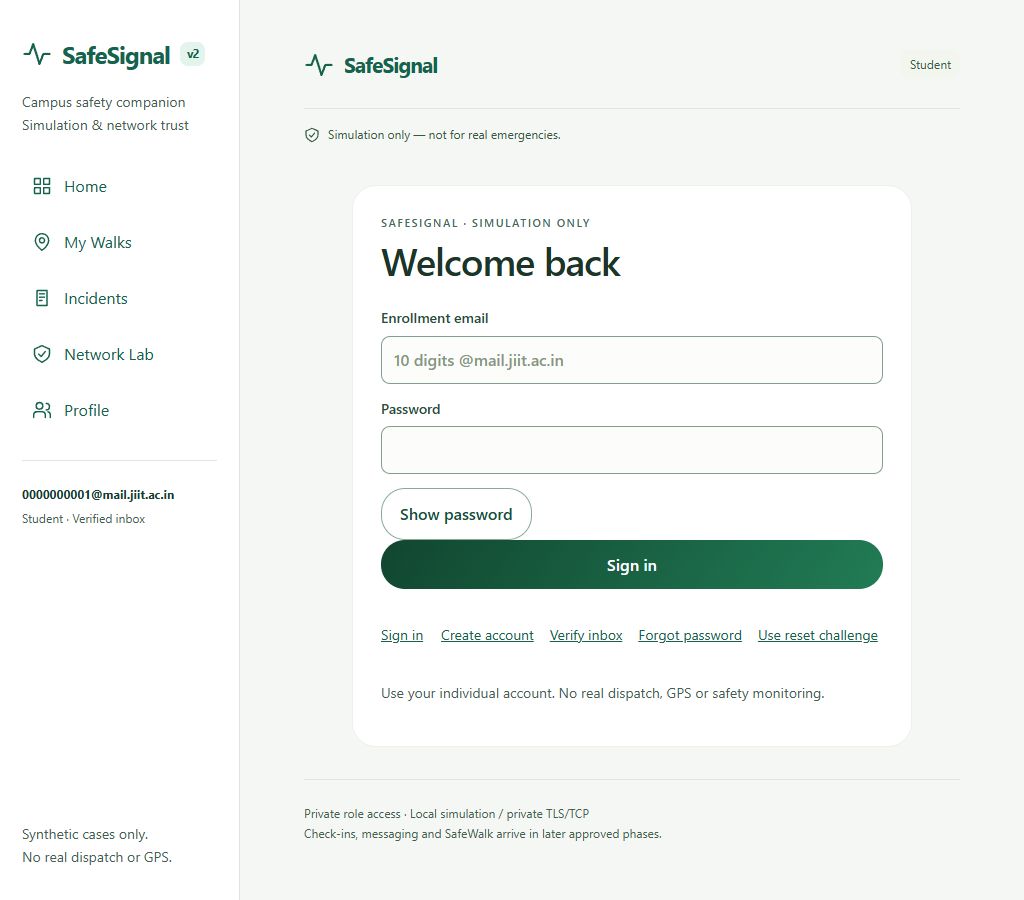 SafeSignal v2
Campus safety companion
Simulation & network trust
Home
My Walks
Incidents
Network Lab
Profile
0000000001@mail.jiit.ac.in
Student · Verified inbox
Synthetic cases only.
No real dispatch or GPS.
SafeSignal
Student
Simulation only — not for real emergencies.
SAFESIGNAL · SIMULATION ONLY
Welcome back
Enrollment email
10 digits @mail.jiit.ac.in
Password
Show password
Sign in
Sign in Create account Verify inbox Forgot password Use reset challenge
Use your individual account. No real dispatch, GPS or safety monitoring.
Private role access · Local simulation / private TLS/TCP
Check-ins, messaging and SafeWalk arrive in later approved phases.